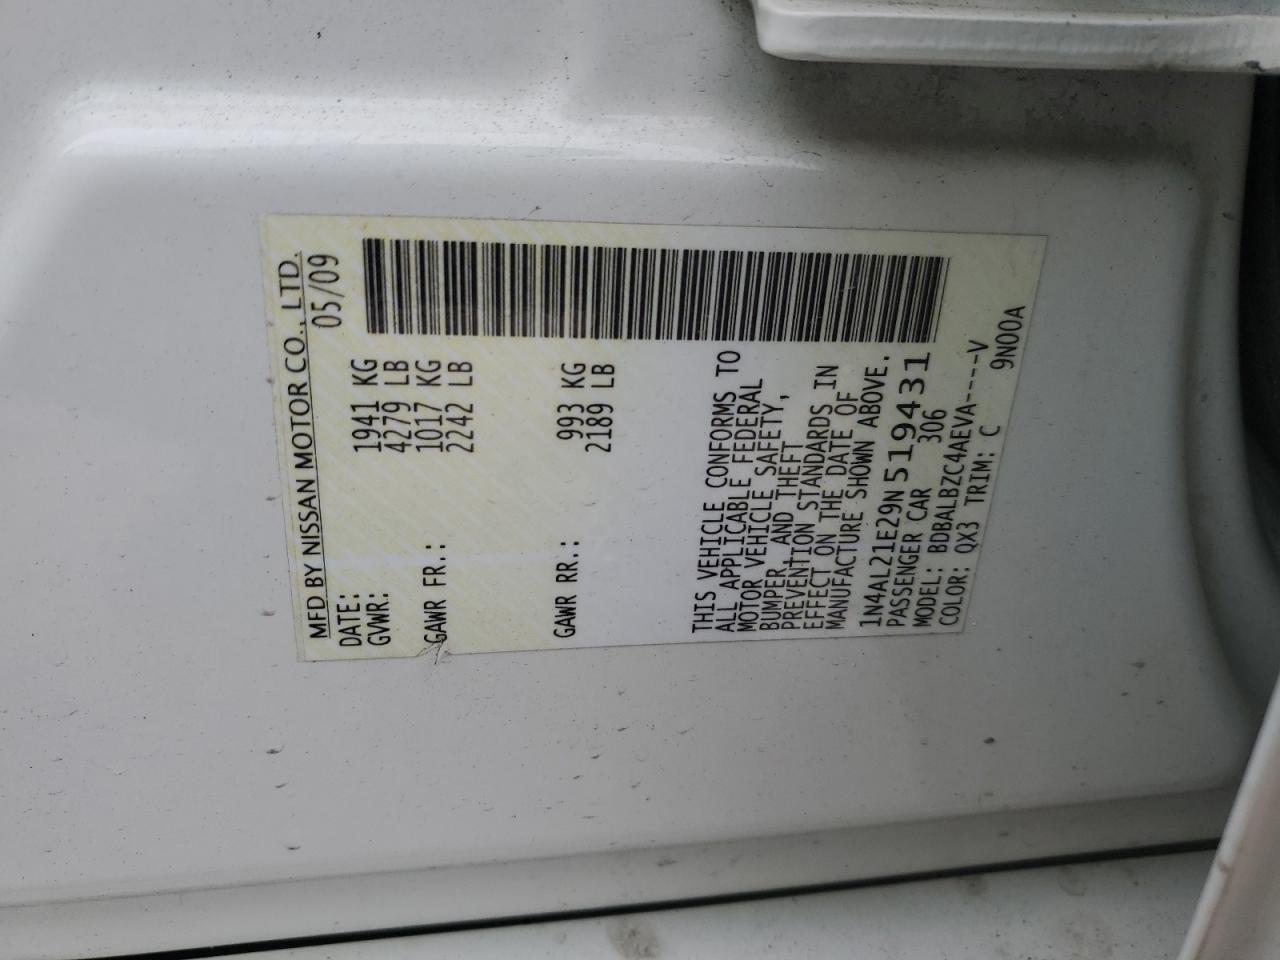 MFD BY NISSAN MOTOR CO., LTD.
DATE: 05/09
GVWR: 1941 KG
4279 LB
GAWR FR.: 1017 KG
2242 LB
GAWR RR.: 993 KG
2189 LB
THIS VEHICLE CONFORMS TO
ALL APPLICABLE FEDERAL
MOTOR VEHICLE SAFETY,
BUMPER, AND THEFT
PREVENTION STANDARDS IN
EFFECT ON THE DATE OF
MANUFACTURE SHOWN ABOVE.
1N4AL21E29N519431
PASSENGER CAR 306
MODEL: BDBALBZC4AEVA-----V
COLOR: QX3 TRIM: C 9N00A